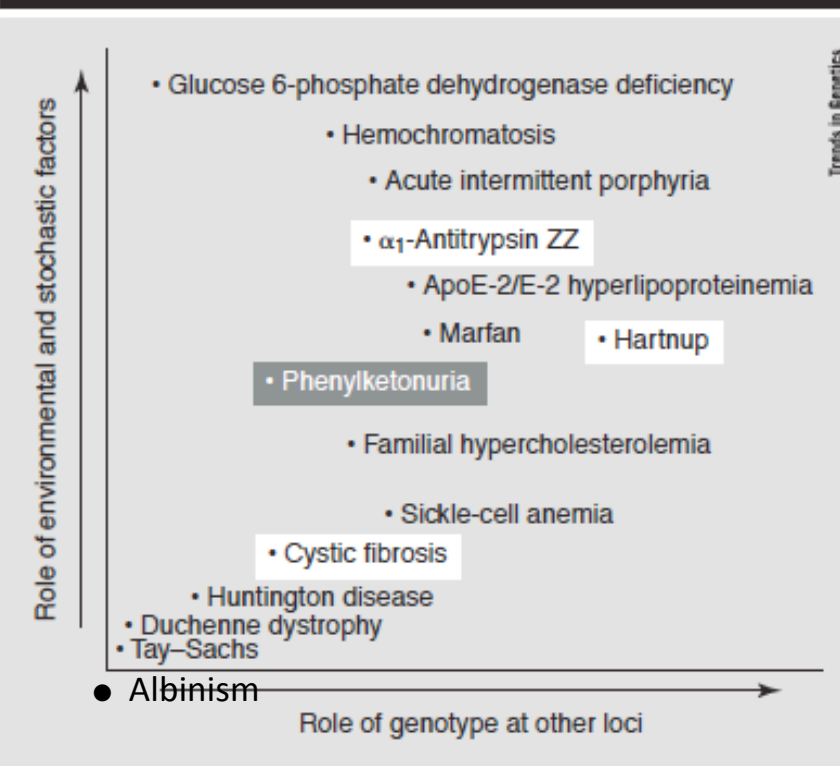 Trends in Genetics
• Glucose 6-phosphate dehydrogenase deficiency
• Hemochromatosis
• Acute intermittent porphyria
• α₁-Antitrypsin ZZ
• ApoE-2/E-2 hyperlipoproteinemia
• Marfan
• Hartnup
• Phenylketonuria
• Familial hypercholesterolemia
• Sickle-cell anemia
• Cystic fibrosis
• Huntington disease
• Duchenne dystrophy
• Tay–Sachs
● Albinism
Role of environmental and stochastic factors
Role of genotype at other loci